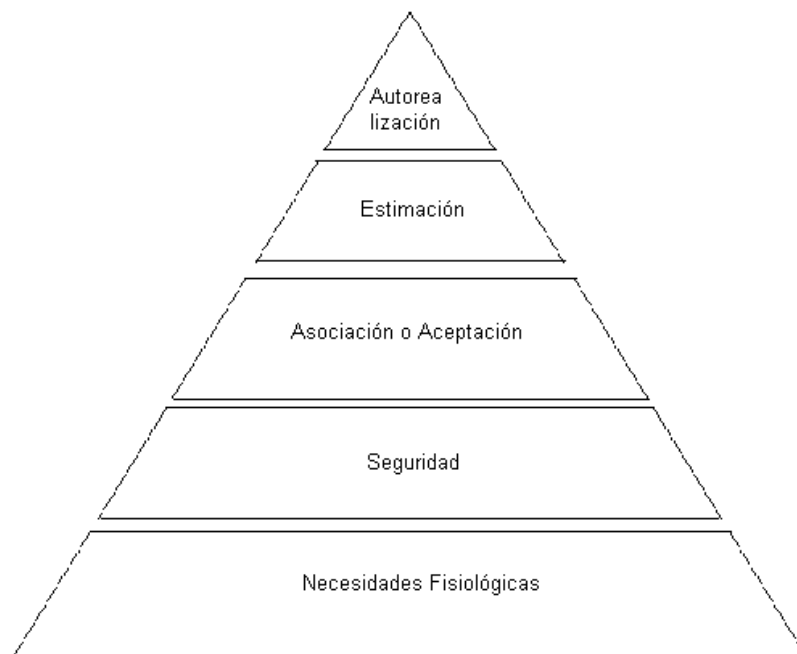 Autorea
lización
Estimación
Asociación o Aceptación
Seguridad
Necesidades Fisiológicas